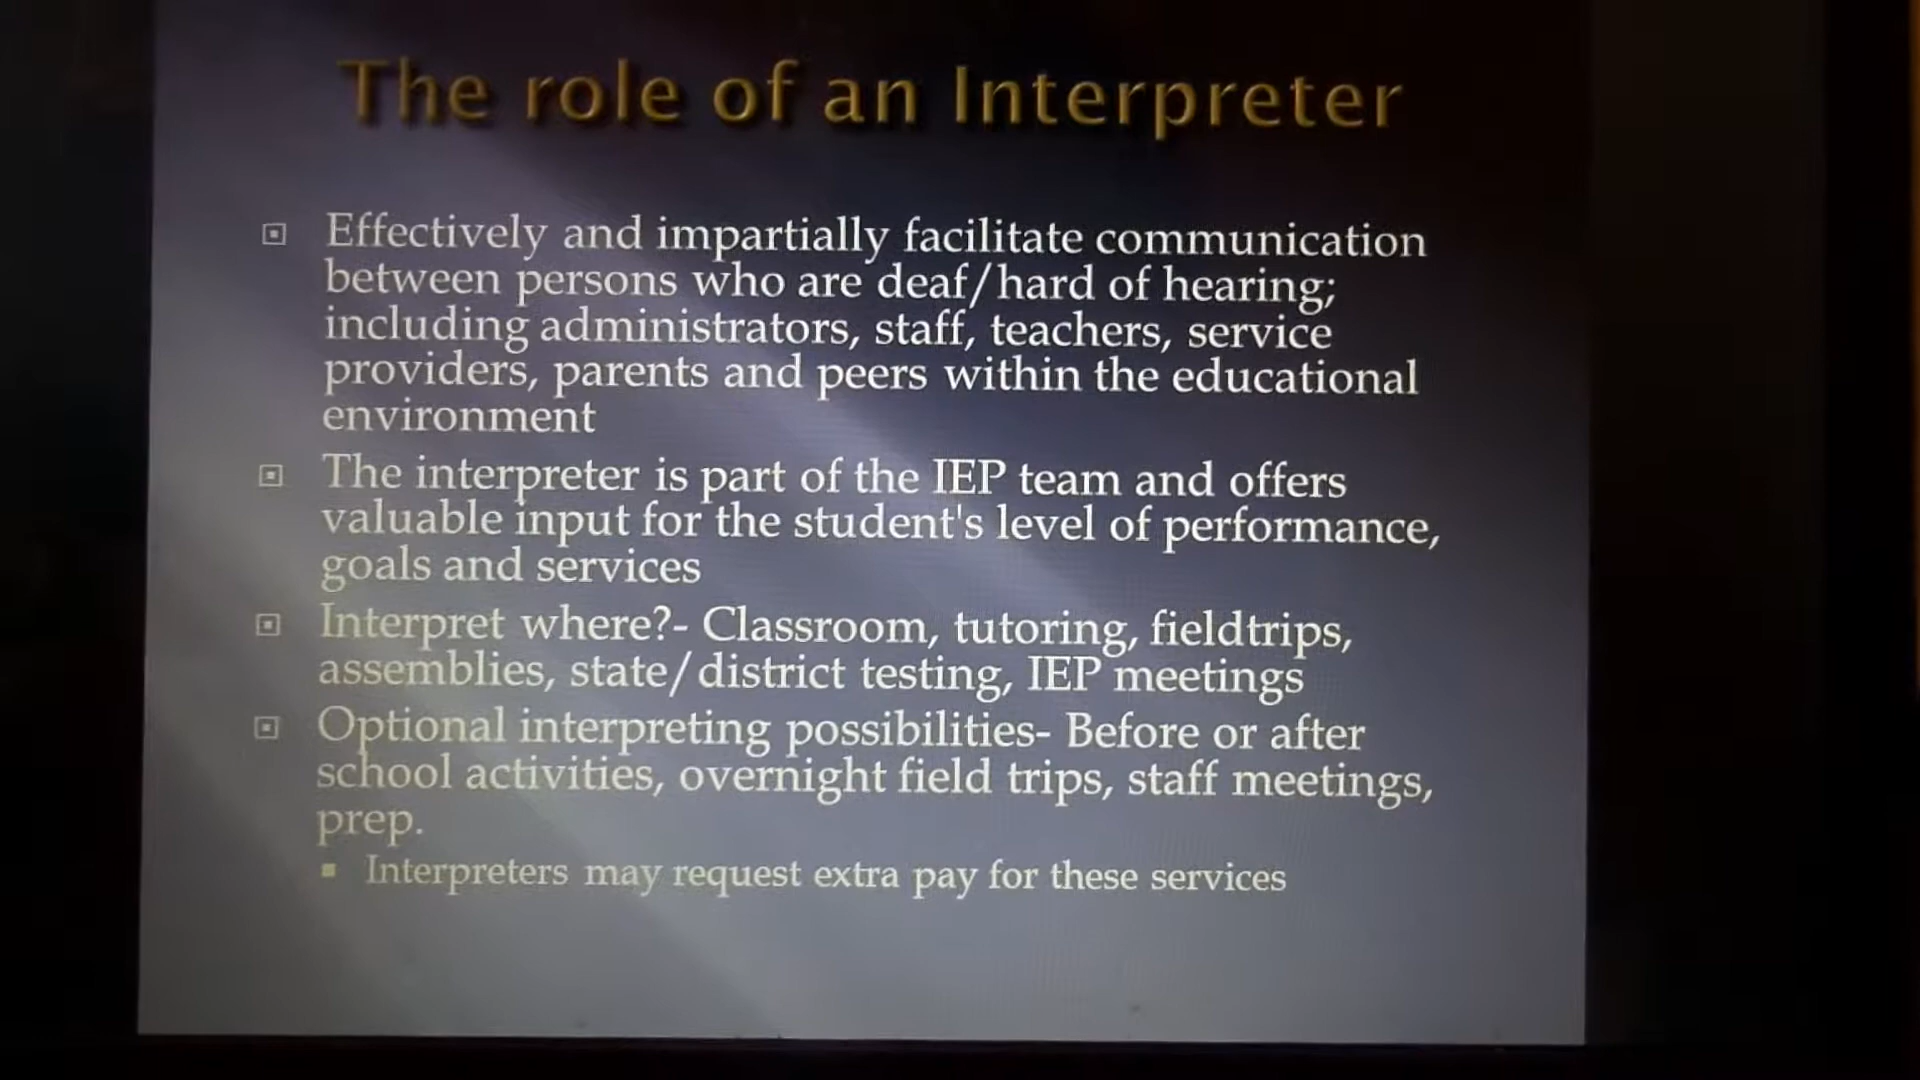 The role of an Interpreter
Effectively and impartially facilitate communication
between persons who are deaf/hard of hearing;
including administrators, staff, teachers, service
providers, parents and peers within the educational
environment
The interpreter is part of the IEP team and offers
valuable input for the student's level of performance,
goals and services
Interpret where?- Classroom, tutoring, fieldtrips,
assemblies, state/district testing, IEP meetings
Optional interpreting possibilities- Before or after
school activities, overnight field trips, staff meetings,
prep.
Interpreters may request extra pay for these services